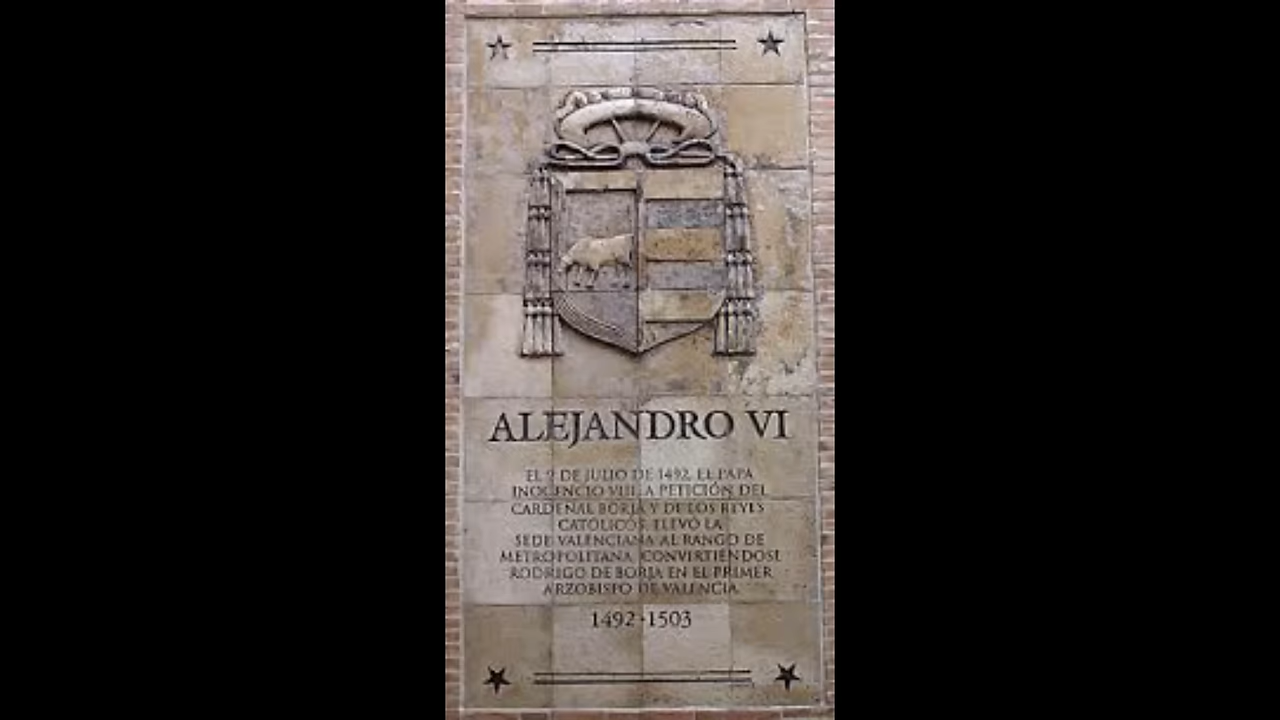 ALEJANDRO VI
EL 9 DE JULIO DE 1492, EL PAPA
INOCENCIO VIII, A PETICIÓN DEL
CARDENAL BORJA Y DE LOS REYES
CATÓLICOS, ELEVÓ LA
SEDE VALENCIANA AL RANGO DE
METROPOLITANA, CONVIRTIÉNDOSE
RODRIGO DE BORJA EN EL PRIMER
ARZOBISPO DE VALENCIA
1492·1503